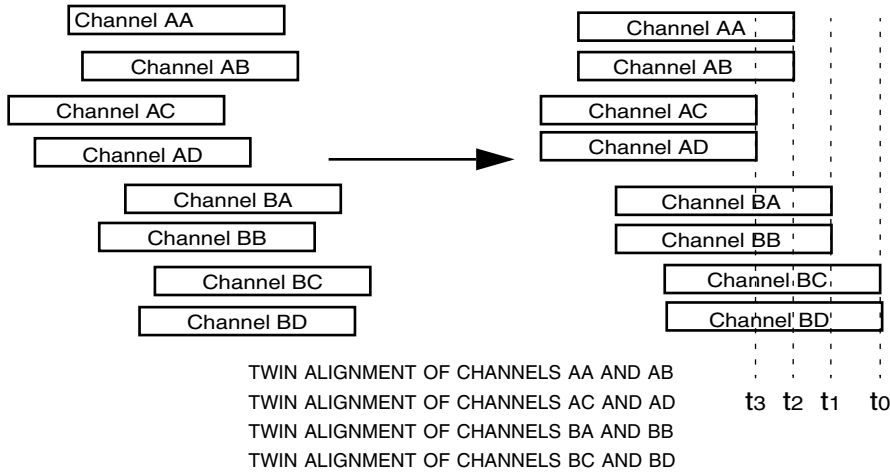 Channel AA
Channel AB
Channel AC
Channel AD
Channel BA
Channel BB
Channel BC
Channel BD
Channel AA
Channel AB
Channel AC
Channel AD
Channel BA
Channel BB
Channel BC
Channel BD
t3 t2 t1 t0
TWIN ALIGNMENT OF CHANNELS AA AND AB
TWIN ALIGNMENT OF CHANNELS AC AND AD
TWIN ALIGNMENT OF CHANNELS BA AND BB
TWIN ALIGNMENT OF CHANNELS BC AND BD